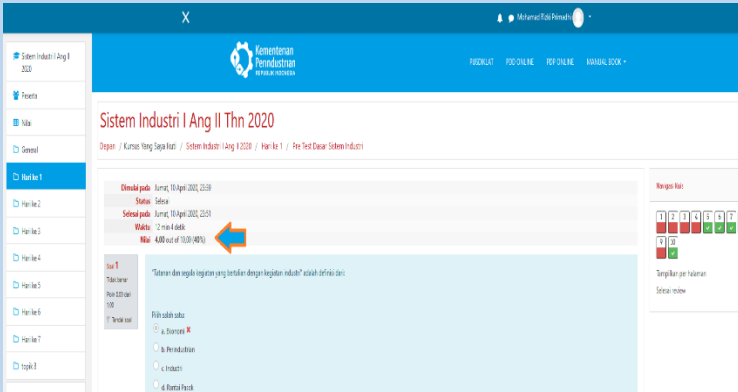 X
Mohamad Rizki Primadhi
Sistem Industri I Ang II
2020
Peserta
Nilai
General
Hari ke 1
Hari ke 2
Hari ke 3
Hari ke 4
Hari ke 5
Hari ke 6
Hari ke 7
topik 8
Kementerian
Perindustrian
REPUBLIK INDONESIA
PUSDIKLAT
PDD ONLINE
PDP ONLINE
MANUAL BOOK
Sistem Industri I Ang II Thn 2020
Depan / Kursus Yang Saya Ikuti / Sistem Industri I Ang II 2020 / Hari ke 1 / Pre Test Dasar Sistem Industri
Dimulai pada Jumat, 10 April 2020, 23:39
Status Selesai
Selesai pada Jumat, 10 April 2020, 23:51
Waktu 12 min 4 detik
Nilai 4,00 out of 10,00 (40%)
Soal 1
Tidak benar
Poin 0,00 dari
1,00
Tandai soal
"Tatanan dan segala kegiatan yang bertalian dengan kegiatan industri" adalah definisi dari:
Pilih salah satu:
a. Ekonomi
b. Perindustrian
c. Industri
d. Rantai Pasok
Navigasi Kuis
1 2 3 4 5 6 7
9 10
Tampilkan per halaman
Selesai review